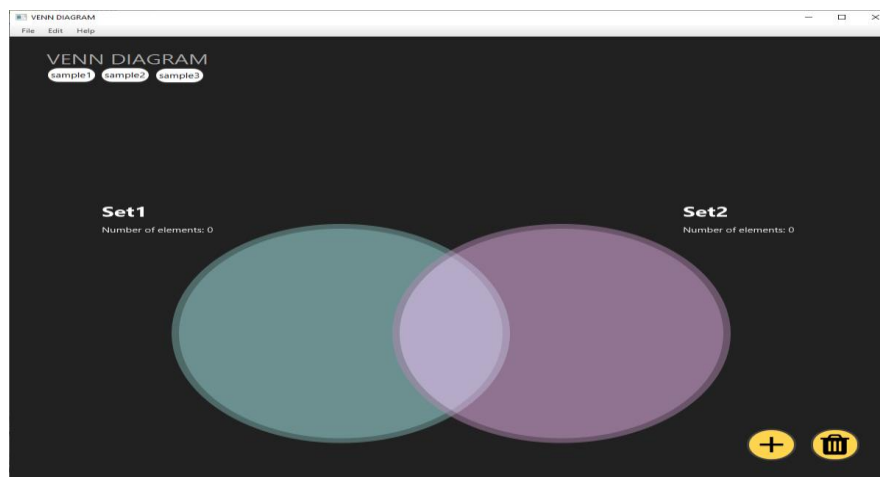 VENN DIAGRAM
File Edit Help
VENN DIAGRAM
sample1 sample2 sample3
Set1
Number of elements: 0
Set2
Number of elements: 0